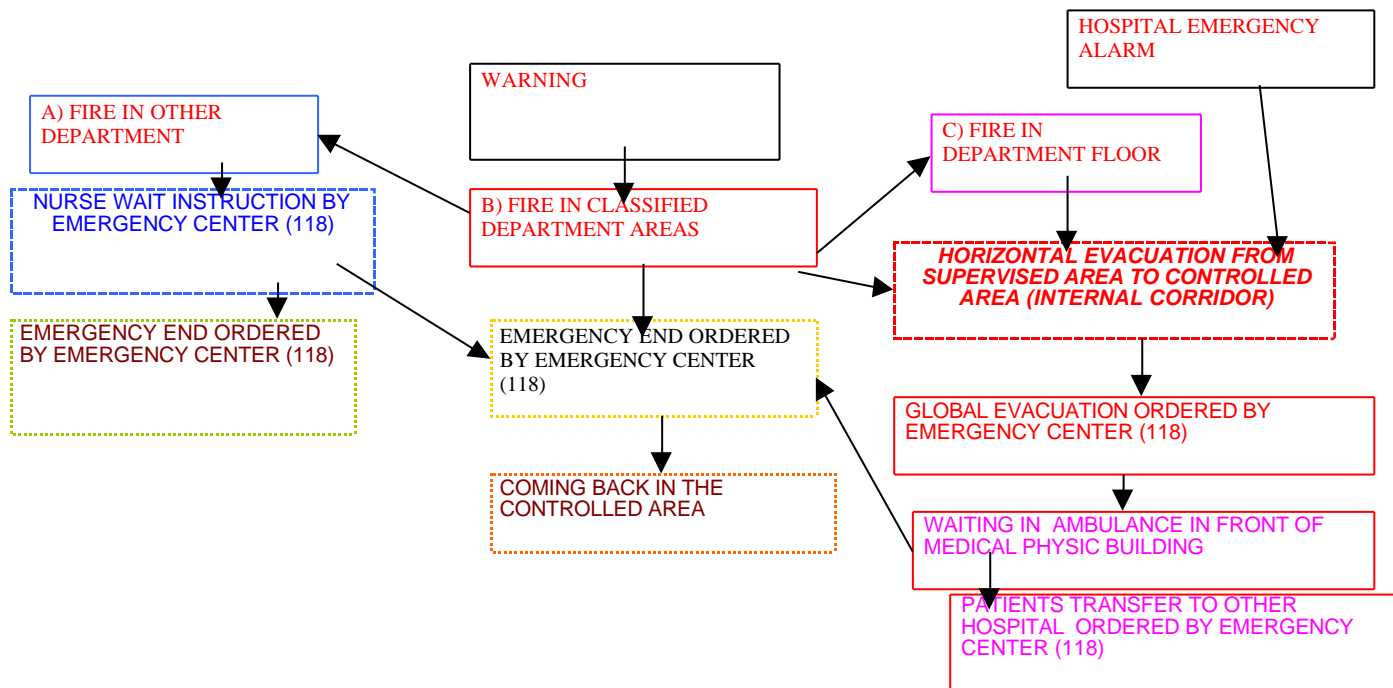 HOSPITAL EMERGENCY
ALARM
WARNING
A) FIRE IN OTHER
DEPARTMENT
C) FIRE IN
DEPARTMENT FLOOR
NURSE WAIT INSTRUCTION BY
EMERGENCY CENTER (118)
B) FIRE IN CLASSIFIED
DEPARTMENT AREAS
HORIZONTAL EVACUATION FROM
SUPERVISED AREA TO CONTROLLED
AREA (INTERNAL CORRIDOR)
EMERGENCY END ORDERED
BY EMERGENCY CENTER (118)
EMERGENCY END ORDERED
BY EMERGENCY CENTER
(118)
GLOBAL EVACUATION ORDERED BY
EMERGENCY CENTER (118)
COMING BACK IN THE
CONTROLLED AREA
WAITING IN AMBULANCE IN FRONT OF
MEDICAL PHYSIC BUILDING
PATIENTS TRANSFER TO OTHER
HOSPITAL ORDERED BY EMERGENCY
CENTER (118)